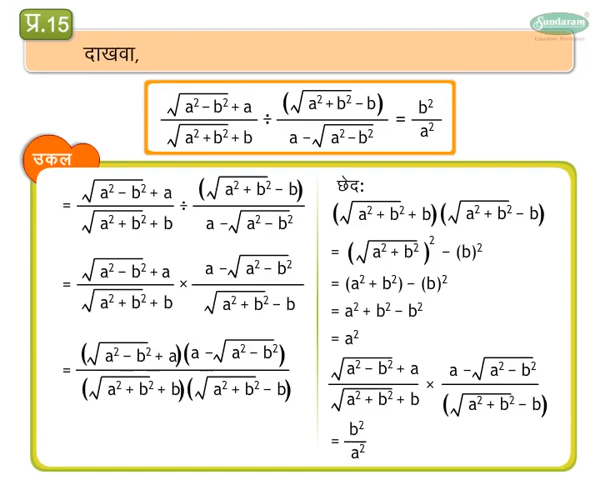 प्र.15
Sundaram
दाखवा,
(√(a² – b²) + a)/(√(a² + b²) + b) ÷ (√(a² + b²) – b)/(a – √(a² – b²)) = b²/a²
उकल
= (√(a² – b²) + a)/(√(a² + b²) + b) ÷ (√(a² + b²) – b)/(a – √(a² – b²))
= (√(a² – b²) + a)/(√(a² + b²) + b) × (a – √(a² – b²))/(√(a² + b²) – b)
= (√(a² – b²) + a)(a – √(a² – b²))/(√(a² + b²) + b)(√(a² + b²) – b)
छेद:
(√(a² + b²) + b)(√(a² + b²) – b)
= (√(a² + b²))² – (b)²
= (a² + b²) – (b)²
= a² + b² – b²
= a²
(√(a² – b²) + a)/(√(a² + b²) + b) × (a – √(a² – b²))/(√(a² + b²) – b)
= b²/a²